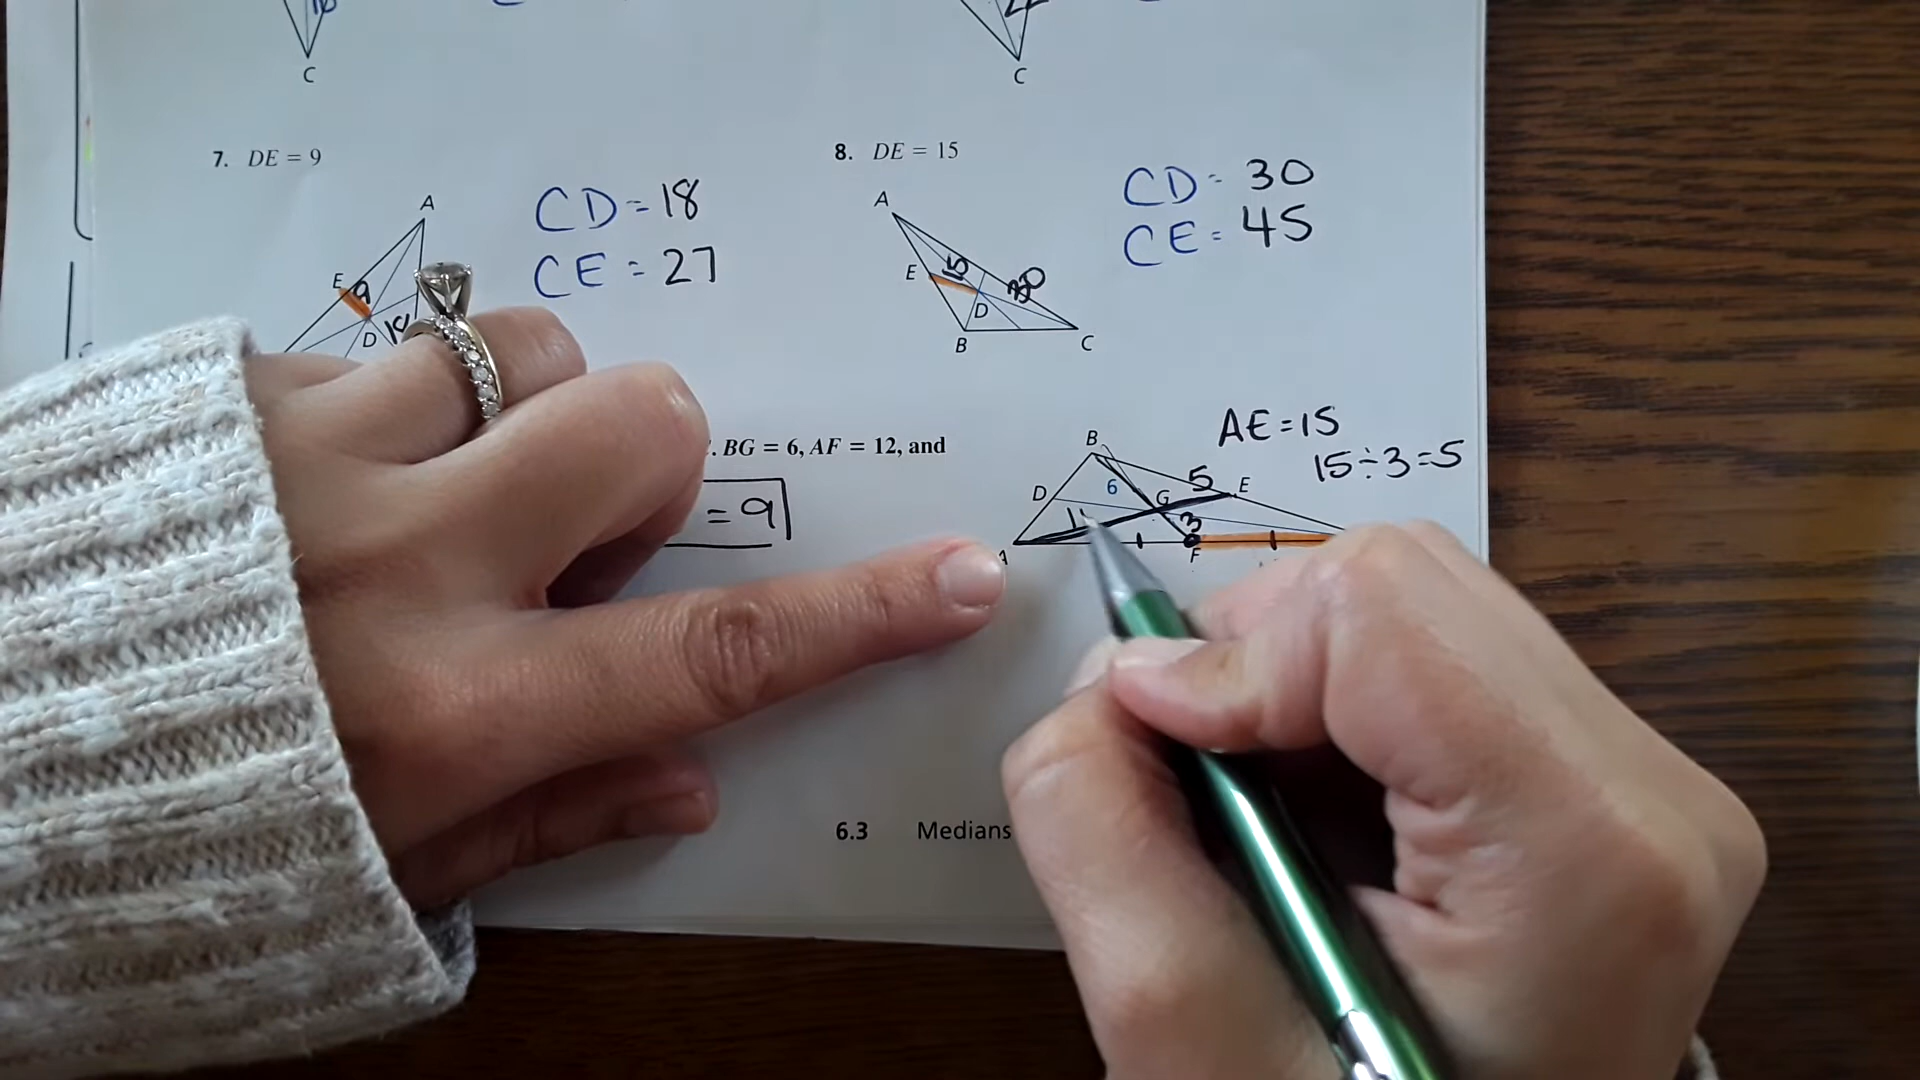 C
C
7. DE = 9
CD = 18
CE = 27
A
E
9
D
8. DE = 15
CD = 30
CE = 45
A
E
15
30
D
B
C
. BG = 6, AF = 12, and
= 9
AE = 15
15 ÷ 3 = 5
B
D
6
5
E
G
3
F
6.3 Medians